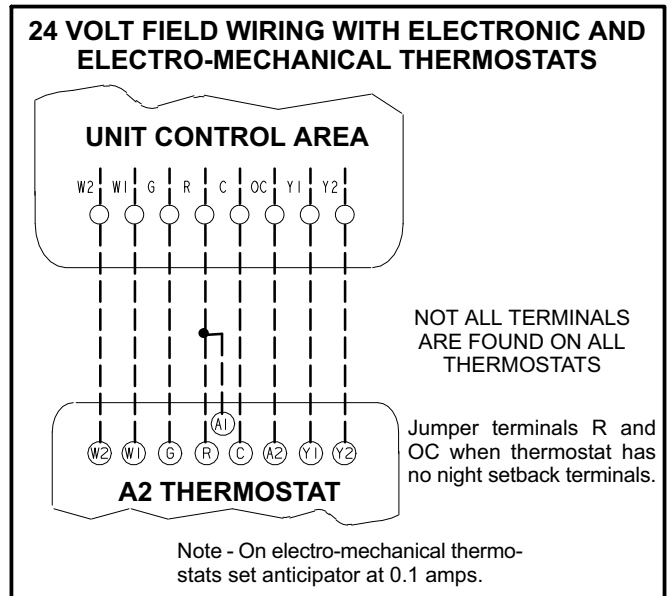 24 VOLT FIELD WIRING WITH ELECTRONIC AND
ELECTRO-MECHANICAL THERMOSTATS
UNIT CONTROL AREA
W2 W1 G R C OC Y1 Y2
NOT ALL TERMINALS
ARE FOUND ON ALL
THERMOSTATS
A1
W2 W1 G R C A2 Y1 Y2
Jumper terminals R and
OC when thermostat has
no night setback terminals.
A2 THERMOSTAT
Note - On electro-mechanical thermo-
stats set anticipator at 0.1 amps.